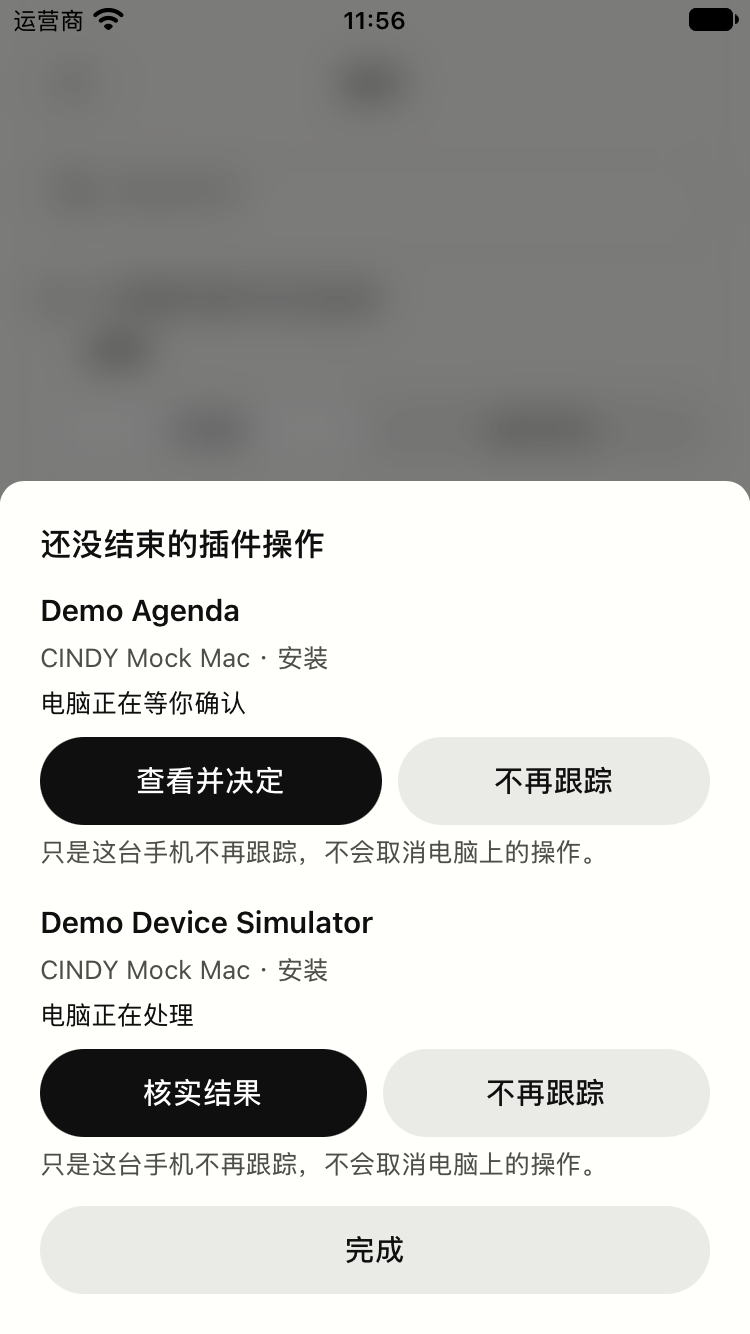 运营商
11:56
还没结束的插件操作
Demo Agenda
CINDY Mock Mac · 安装
电脑正在等你确认
查看并决定
不再跟踪
只是这台手机不再跟踪，不会取消电脑上的操作。
Demo Device Simulator
CINDY Mock Mac · 安装
电脑正在处理
核实结果
不再跟踪
只是这台手机不再跟踪，不会取消电脑上的操作。
完成